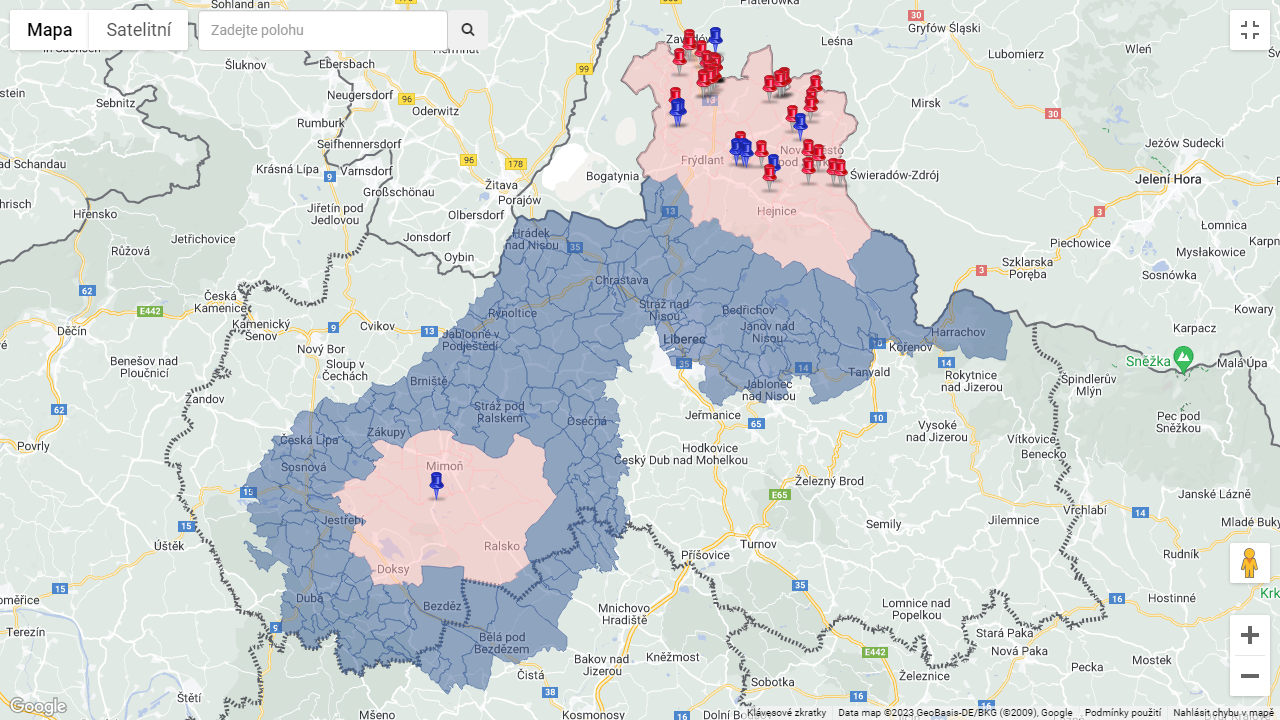 Mapa
Satelitní
Zadejte polohu
Šluknov
Ebersbach
Neugersdorf
Oderwitz
Sebnitz
Rumburk
Seifhennersdorf
ad Schandau
Krásná Lípa
Varnsdorf
Großschönau
Žitava
Porajów
Bogatynia
Olbersdorf
Jonsdorf
Oybin
Hřensko
Jiřetín pod
Jedlovou
Růžová
Jetřichovice
Česká
Kamenice
Kamenický
Šenov
Cvikov
Děčín
Nový Bor
Sloup v
Čechách
Benešov nad
Ploučnicí
Žandov
Povrly
Úštěk
Terezín
Štětí
Mšeno
Leśna
Gryfów Śląski
Lubomierz
Wleń
Mirsk
Jeżów Sudecki
Jelení Hora
Świeradów-Zdrój
Łomnica
Piechowice
Mysłakowice
Karpn
Szklarska
Poręba
Sosnówka
Kowary
Karpacz
Sněžka
Malá Úpa
Frýdlant
Hejnice
Hrádek
nad Nisou
Chrastava
Stráž nad
Nisou
Bedřichov
Janov nad
Nisou
Liberec
Rynoltice
Jablonné v
Podještědí
Brniště
Stráž pod
Ralskem
Osečná
Zákupy
Česká Lípa
Sosnová
Mimoň
Jestřebí
Ralsko
Doksy
Dubá
Bezděz
Bělá pod
Bezdězem
Harrachov
Kořenov
Tanvald
Jablonec
nad Nisou
Jeřmanice
Rokytnice
nad Jizerou
Špindlerův
Mlýn
Pec pod
Sněžkou
Vysoké
nad Jizerou
Vítkovice
Benecko
Hodkovice
Český Dub
nad Mohelkou
Železný Brod
Janské Lázně
Vrchlabí
Mladé Buky
Semily
Jilemnice
Turnov
Příšovice
Rudník
Hostinné
Mnichovo
Hradiště
Lomnice nad
Popelkou
Stará Paka
Nová Paka
Bakov nad
Jizerou
Kněžmost
Čistá
Kosmonosy
Sobotka
Železnice
Pecka
Mostek
Google
Klávesové zkratky
Data map ©2023 GeoBasis-DE/BKG (©2009), Google
Podmínky použití
Nahlásit chybu v mapě